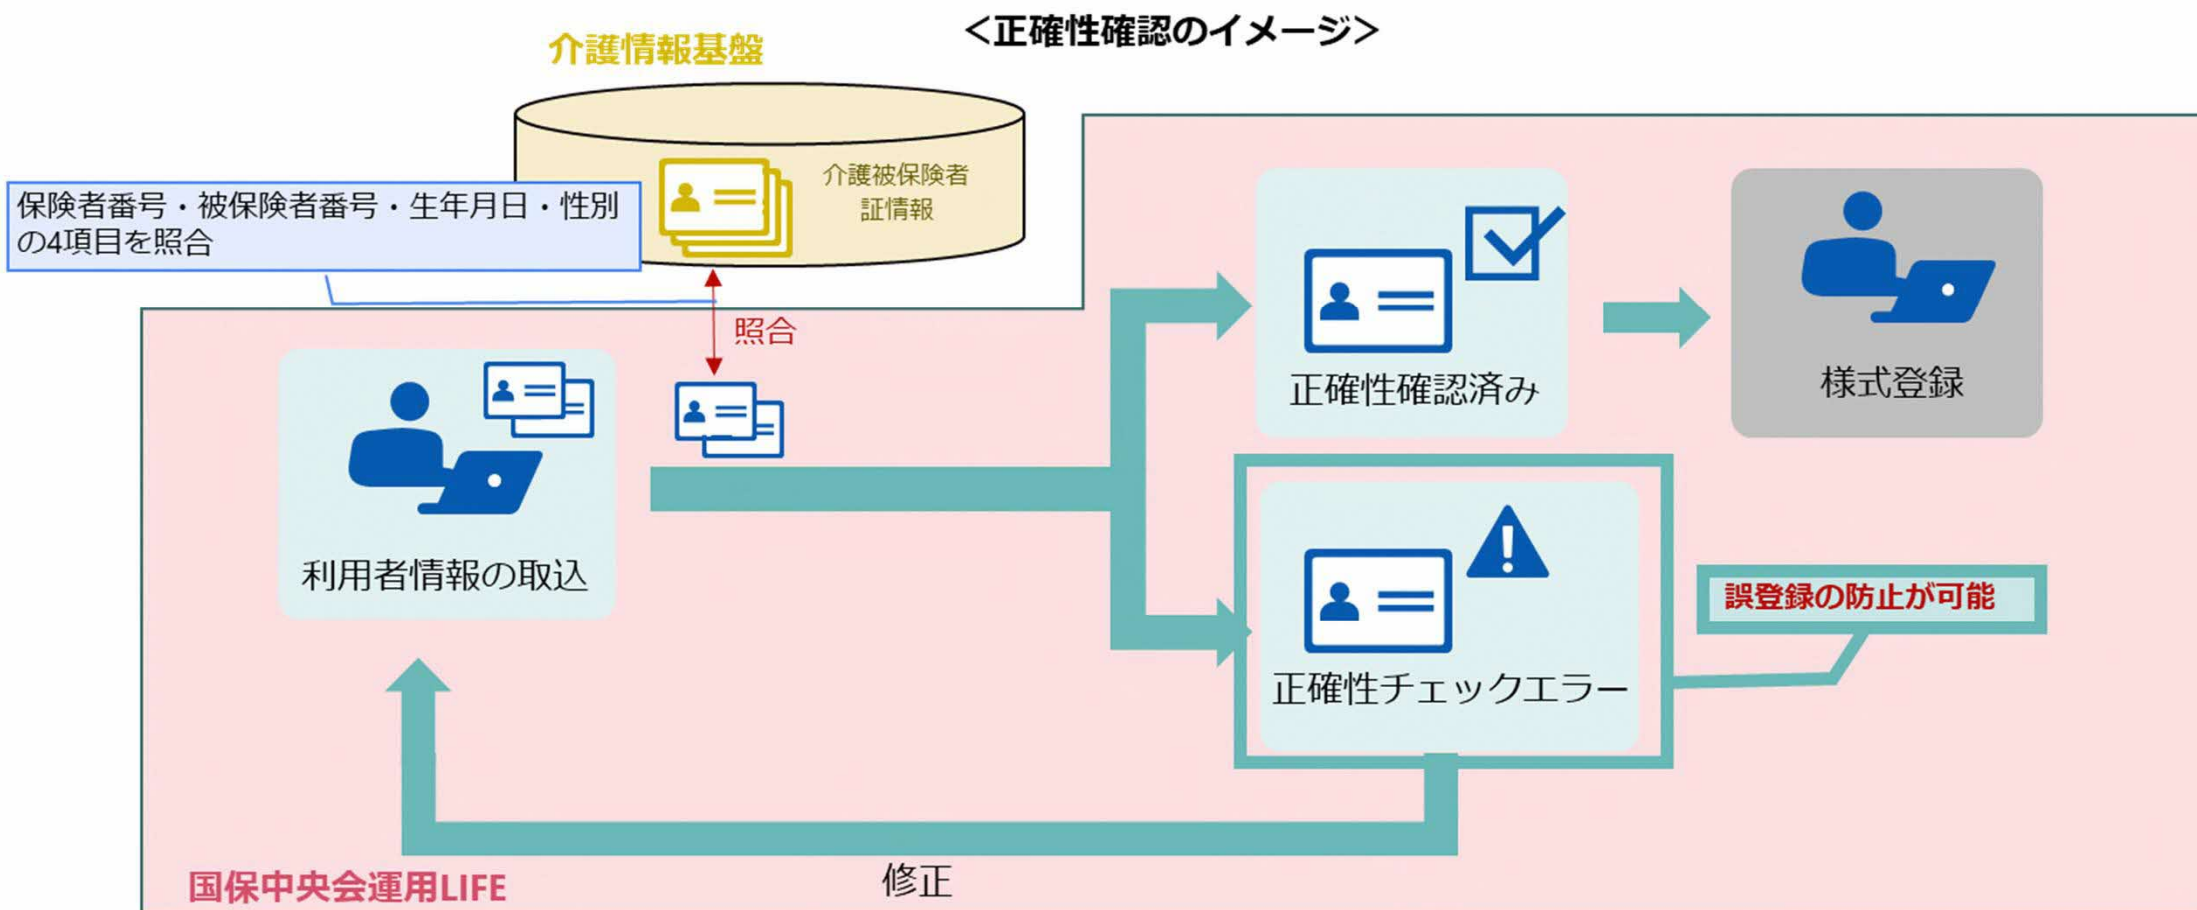 ＜正確性確認のイメージ＞
介護情報基盤
介護被保険者
証情報
保険者番号・被保険者番号・生年月日・性別
の4項目を照合
照合
利用者情報の取込
正確性確認済み
様式登録
正確性チェックエラー
誤登録の防止が可能
修正
国保中央会運用LIFE